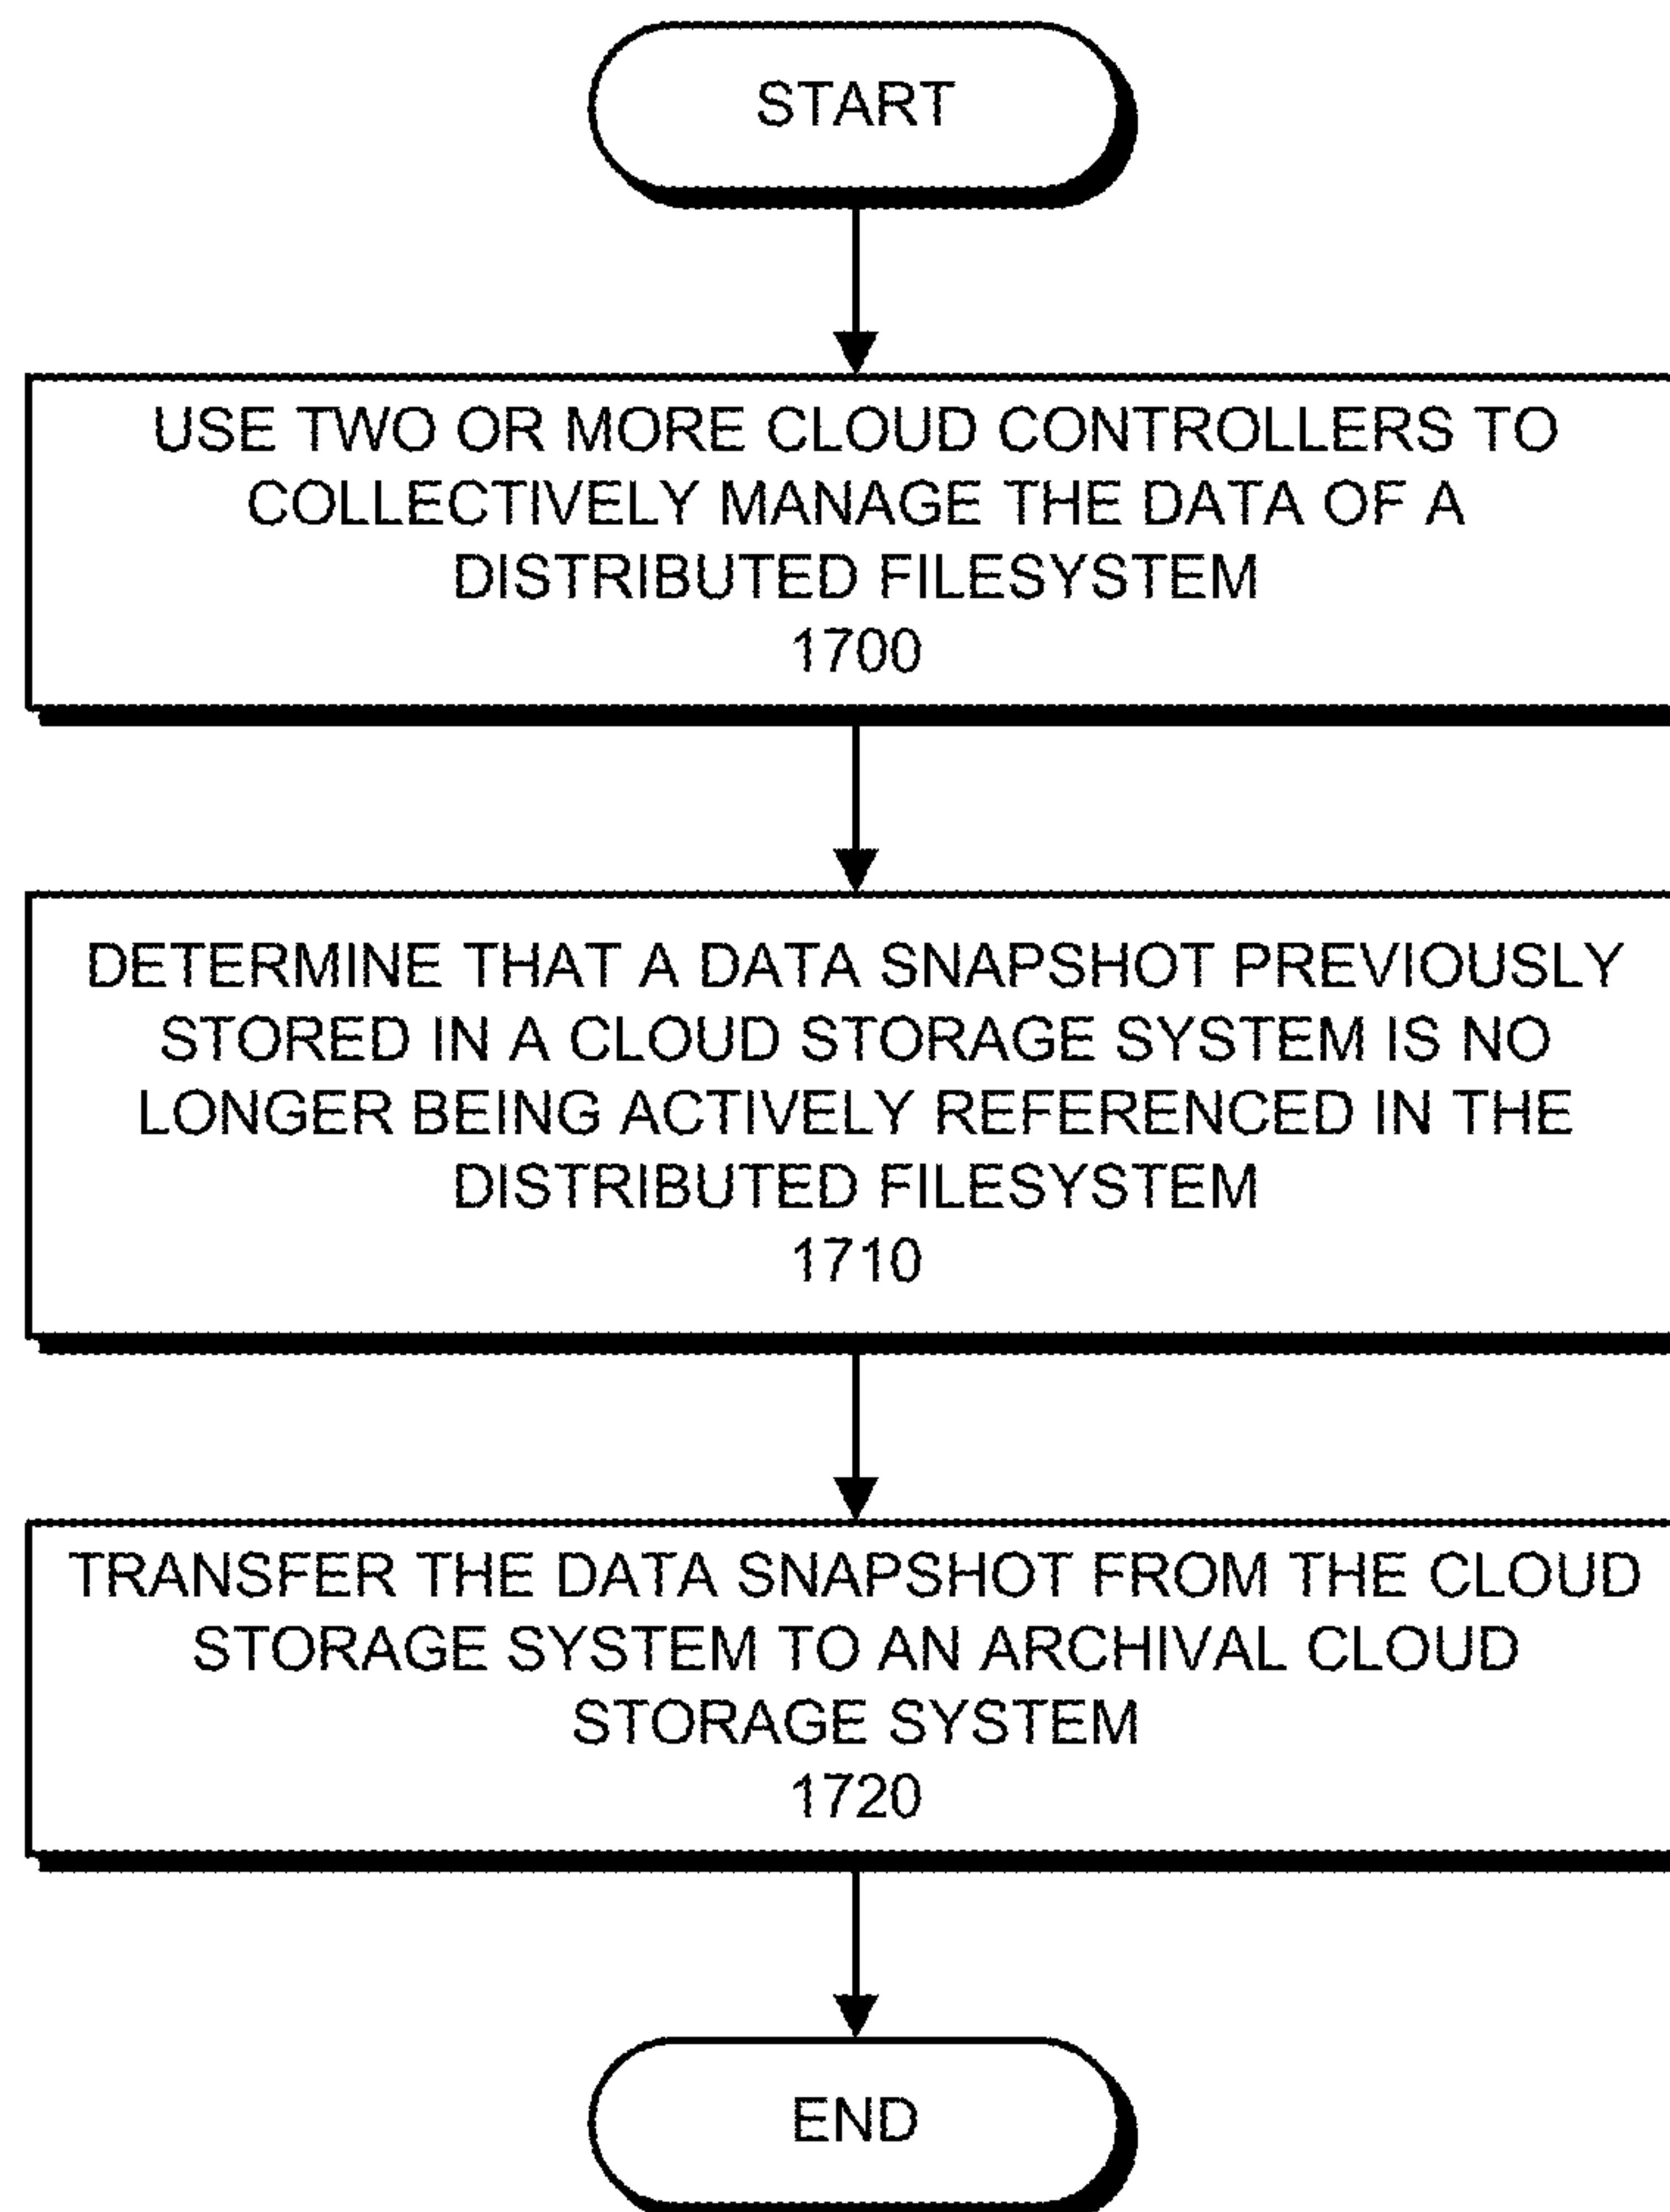 START
USE TWO OR MORE CLOUD CONTROLLERS TO
COLLECTIVELY MANAGE THE DATA OF A
DISTRIBUTED FILESYSTEM
1700
DETERMINE THAT A DATA SNAPSHOT PREVIOUSLY
STORED IN A CLOUD STORAGE SYSTEM IS NO
LONGER BEING ACTIVELY REFERENCED IN THE
DISTRIBUTED FILESYSTEM
1710
TRANSFER THE DATA SNAPSHOT FROM THE CLOUD
STORAGE SYSTEM TO AN ARCHIVAL CLOUD
STORAGE SYSTEM
1720
END